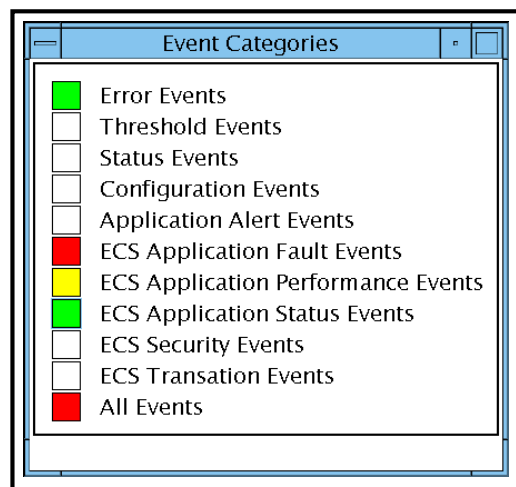 Event Categories
Error Events
Threshold Events
Status Events
Configuration Events
Application Alert Events
ECS Application Fault Events
ECS Application Performance Events
ECS Application Status Events
ECS Security Events
ECS Transation Events
All Events